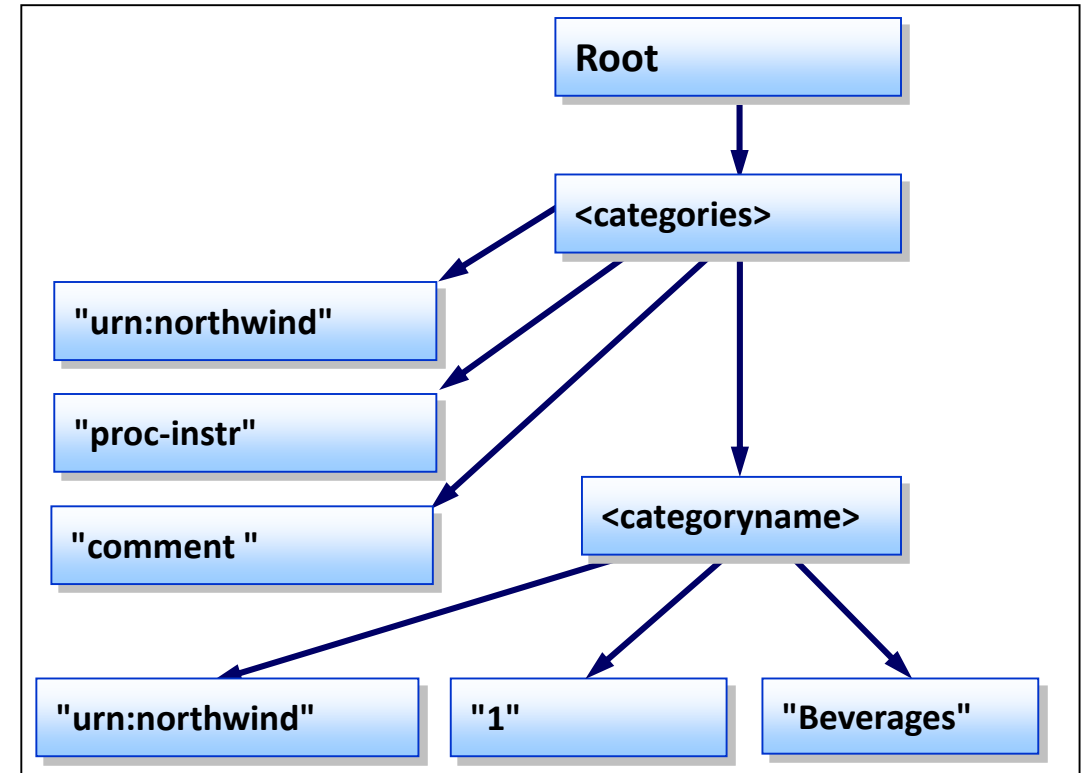 Root
<categories>
"urn:northwind"
"proc-instr"
"comment "
<categoryname>
"urn:northwind"
"1"
"Beverages"